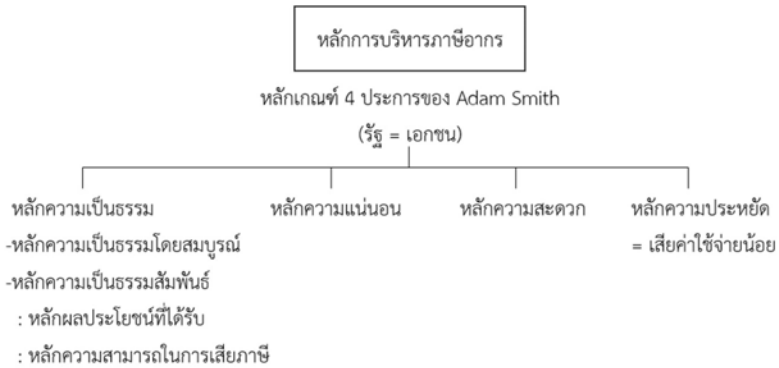 หลักการบริหารภาษีอากร
หลักเกณฑ์ 4 ประการของ Adam Smith
(รัฐ = เอกชน)
หลักความเป็นธรรม
-หลักความเป็นธรรมโดยสมบูรณ์
-หลักความเป็นธรรมสัมพันธ์
: หลักผลประโยชน์ที่ได้รับ
: หลักความสามารถในการเสียภาษี
หลักความแน่นอน
หลักความสะดวก
หลักความประหยัด
= เสียค่าใช้จ่ายน้อย